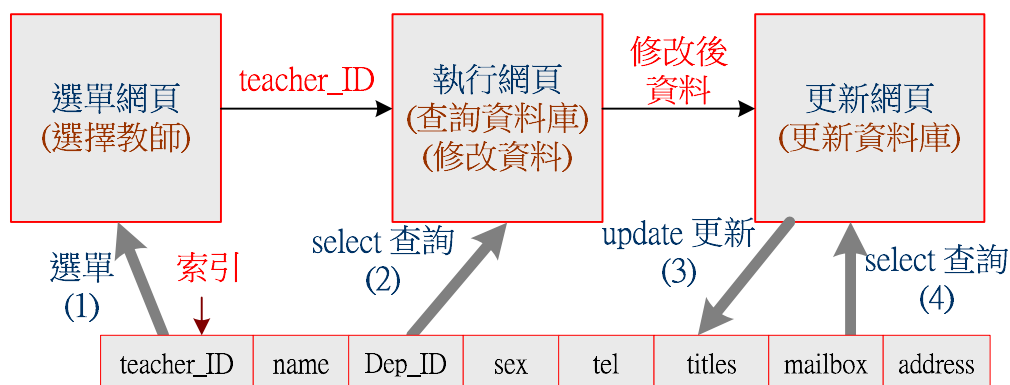 選單網頁
(選擇教師)
teacher_ID
執行網頁
(查詢資料庫)
(修改資料)
修改後
資料
更新網頁
(更新資料庫)
選單
(1)
索引
select 查詢
(2)
update 更新
(3)
select 查詢
(4)
teacher_ID
name
Dep_ID
sex
tel
titles
mailbox
address